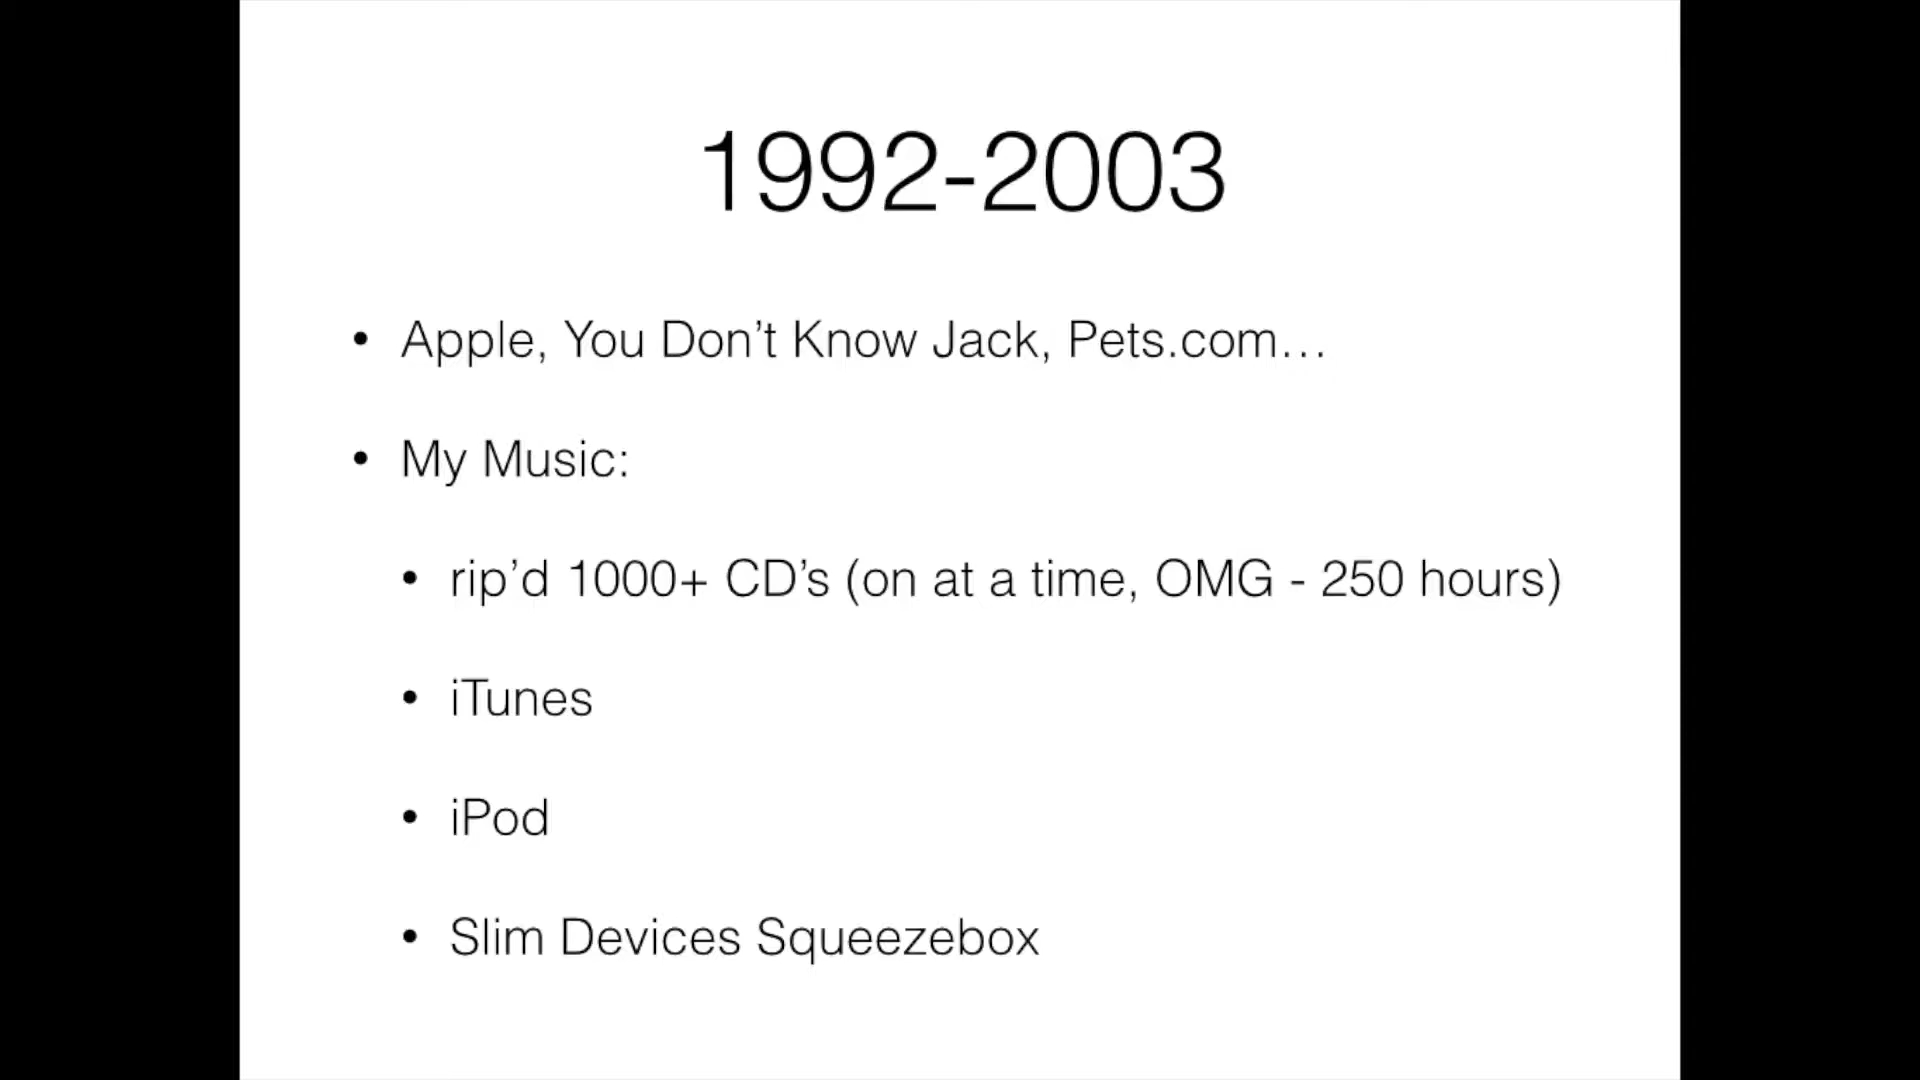 1992-2003
• Apple, You Don’t Know Jack, Pets.com…
• My Music:
• rip’d 1000+ CD’s (on at a time, OMG - 250 hours)
• iTunes
• iPod
• Slim Devices Squeezebox